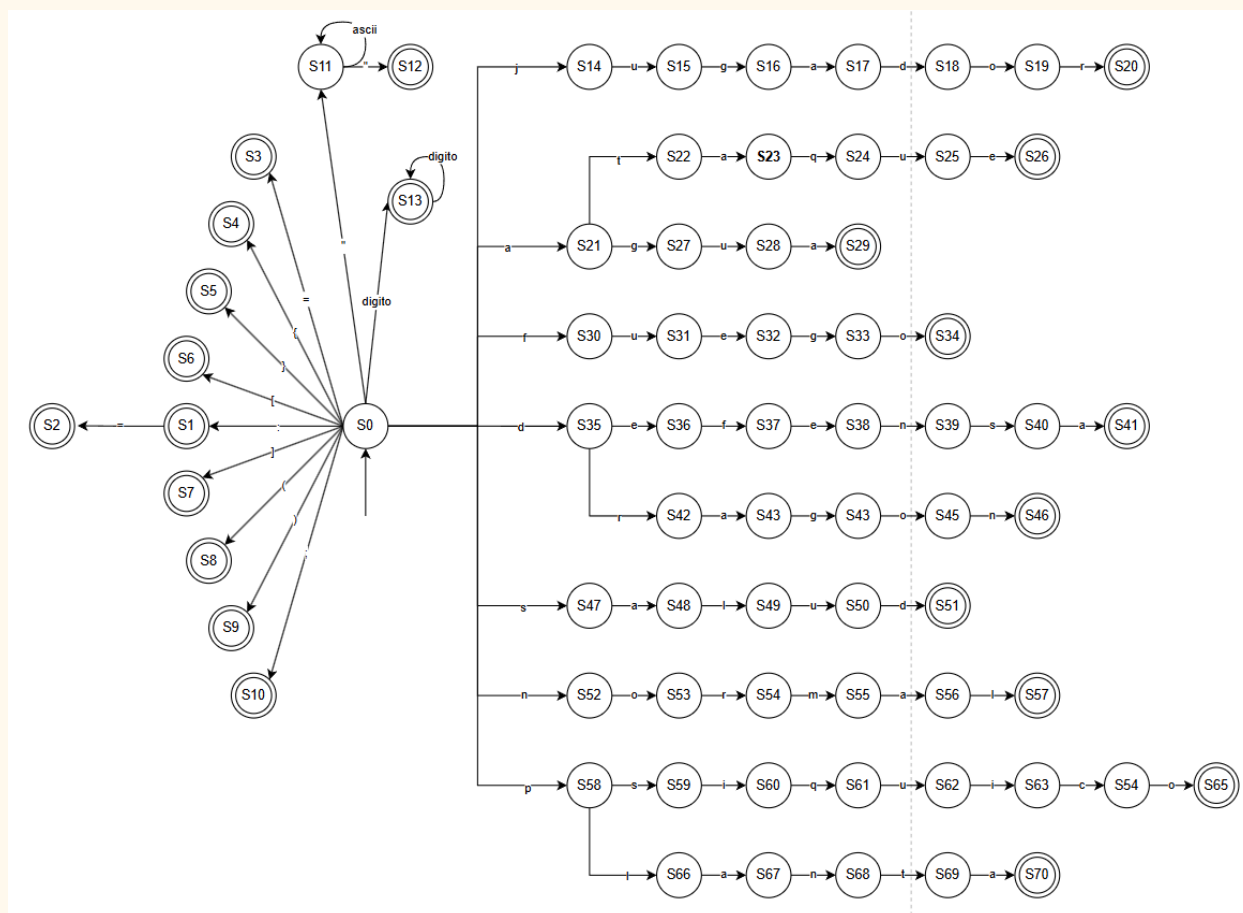 ascii
S11 " S12 j S14 u S15 g S16 a S17 d S18 o S19 r S20
S3 digito t S22 a S23 q S24 u S25 e S26
S13
S4
" a S21 g S27 u S28 a S29
S5 = digito
{ f S30 u S31 e S32 g S33 o S34
S6 }
[
S2 = S1 : S0 d S35 e S36 f S37 e S38 n S39 s S40 a S41
]
S7 (
) r S42 a S43 g S43 o S45 n S46
S8 ;
S9 s S47 a S48 l S49 u S50 d S51
S10 n S52 o S53 r S54 m S55 a S56 l S57
p S58 s S59 i S60 q S61 u S62 i S63 c S54 o S65
l S66 a S67 n S68 t S69 a S70